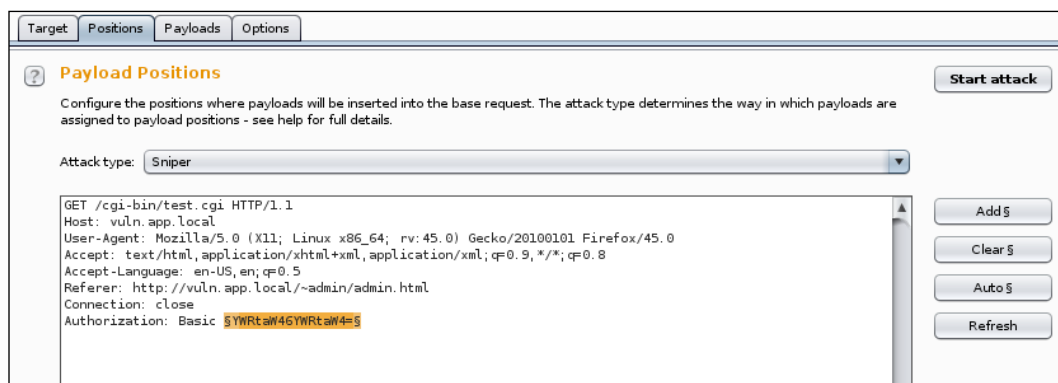 Target Positions Payloads Options
? Payload Positions
Start attack
Configure the positions where payloads will be inserted into the base request. The attack type determines the way in which payloads are
assigned to payload positions - see help for full details.
Attack type: Sniper
GET /cgi-bin/test.cgi HTTP/1.1
Host: vuln.app.local
User-Agent: Mozilla/5.0 (X11; Linux x86_64; rv:45.0) Gecko/20100101 Firefox/45.0
Accept: text/html,application/xhtml+xml,application/xml;q=0.9,*/*;q=0.8
Accept-Language: en-US,en;q=0.5
Referer: http://vuln.app.local/~admin/admin.html
Connection: close
Authorization: Basic §YWRtaW46YWRtaW4=§
Add §
Clear §
Auto §
Refresh